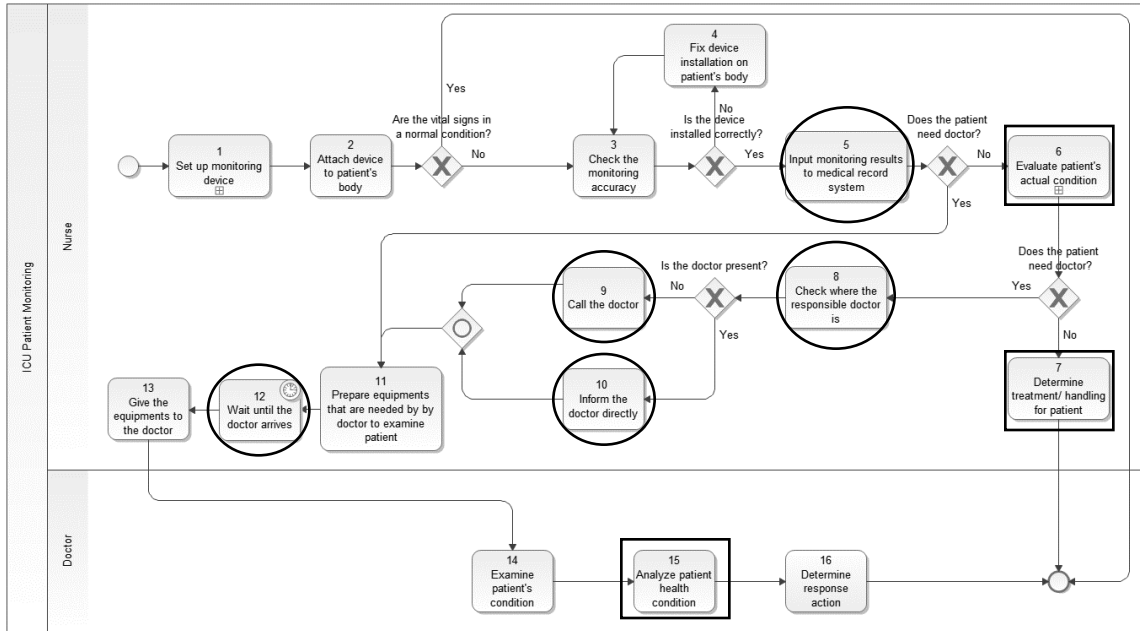 ICU Patient Monitoring
Nurse
Doctor
1
Set up monitoring
device
2
Attach device
to patient's
body
Are the vital signs in
a normal condition?
Yes
No
3
Check the
monitoring
accuracy
4
Fix device
installation on
patient's body
No
Is the device
installed correctly?
Yes
5
Input monitoring results
to medical record
system
Does the patient
need doctor?
No
Yes
6
Evaluate patient's
actual condition
Does the patient
need doctor?
Yes
No
7
Determine
treatment/ handling
for patient
8
Check where the
responsible doctor
is
Is the doctor present?
No
Yes
9
Call the doctor
10
Inform the
doctor directly
11
Prepare equipments
that are needed by by
doctor to examine
patient
12
Wait until the
doctor arrives
13
Give the
equipments to
the doctor
14
Examine
patient's
condition
15
Analyze patient
health
condition
16
Determine
response
action